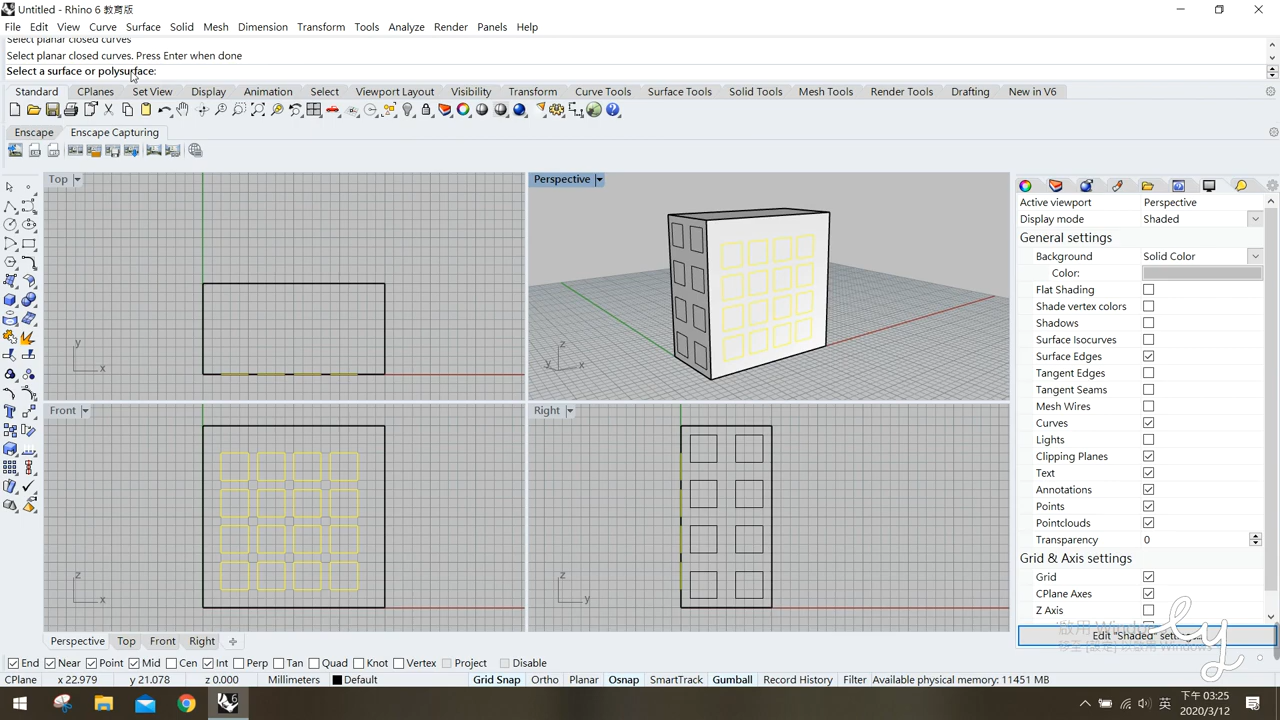 Untitled - Rhino 6 教育版
File Edit View Curve Surface Solid Mesh Dimension Transform Tools Analyze Render Panels Help
Select planar closed curves
Select planar closed curves. Press Enter when done
Select a surface or polysurface:
Standard CPlanes Set View Display Animation Select Viewport Layout Visibility Transform Curve Tools Surface Tools Solid Tools Mesh Tools Render Tools Drafting New in V6
Enscape Enscape Capturing
Top
Perspective
y
x
z
y
x
Front
Right
z
x
z
y
Active viewport Perspective
Display mode Shaded
General settings
Background Solid Color
Color:
Flat Shading
Shade vertex colors
Shadows
Surface Isocurves
Surface Edges
Tangent Edges
Tangent Seams
Mesh Wires
Curves
Lights
Clipping Planes
Text
Annotations
Points
Pointclouds
Transparency 0
Grid & Axis settings
Grid
CPlane Axes
Z Axis
啟用 Windows
Edit "Shaded" settings...
ly
Perspective Top Front Right
End Near Point Mid Cen Int Perp Tan Quad Knot Vertex Project Disable
CPlane x 22.979 y 21.078 z 0.000 Millimeters Default Grid Snap Ortho Planar Osnap SmartTrack Gumball Record History Filter Available physical memory: 11451 MB
英
下午 03:25
2020/3/12